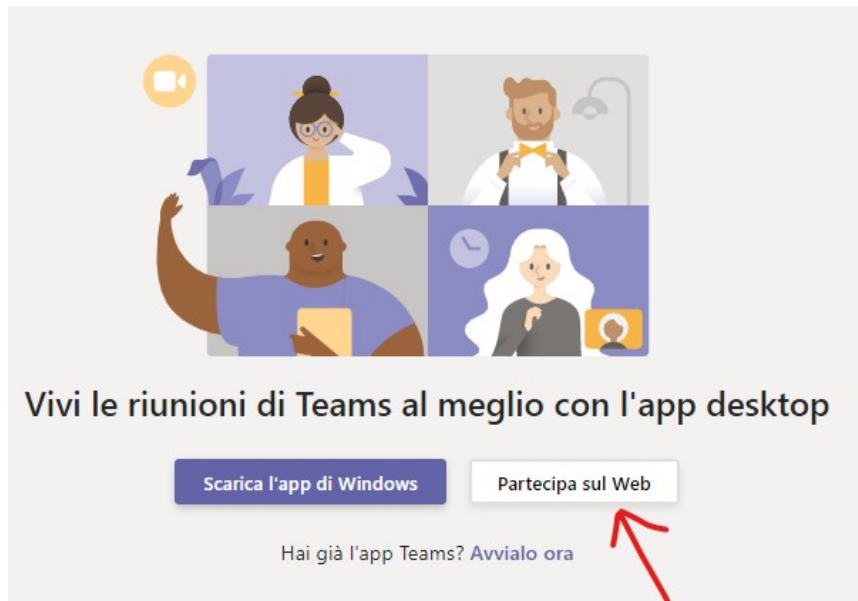 Vivi le riunioni di Teams al meglio con l'app desktop
Scarica l'app di Windows
Partecipa sul Web
Hai già l'app Teams? Avvialo ora